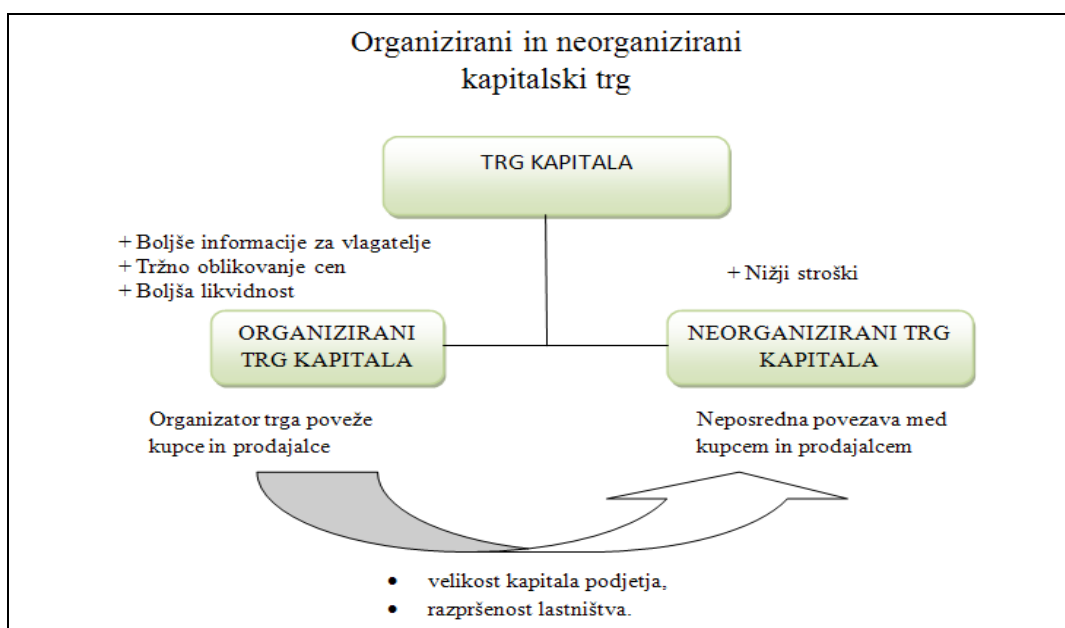 Organizirani in neorganizirani
kapitalski trg
TRG KAPITALA
+ Boljše informacije za vlagatelje
+ Tržno oblikovanje cen
+ Boljša likvidnost
+ Nižji stroški
ORGANIZIRANI
TRG KAPITALA
NEORGANIZIRANI TRG
KAPITALA
Organizator trga poveže
kupce in prodajalce
Neposredna povezava med
kupcem in prodajalcem
• velikost kapitala podjetja,
• razpršenost lastništva.